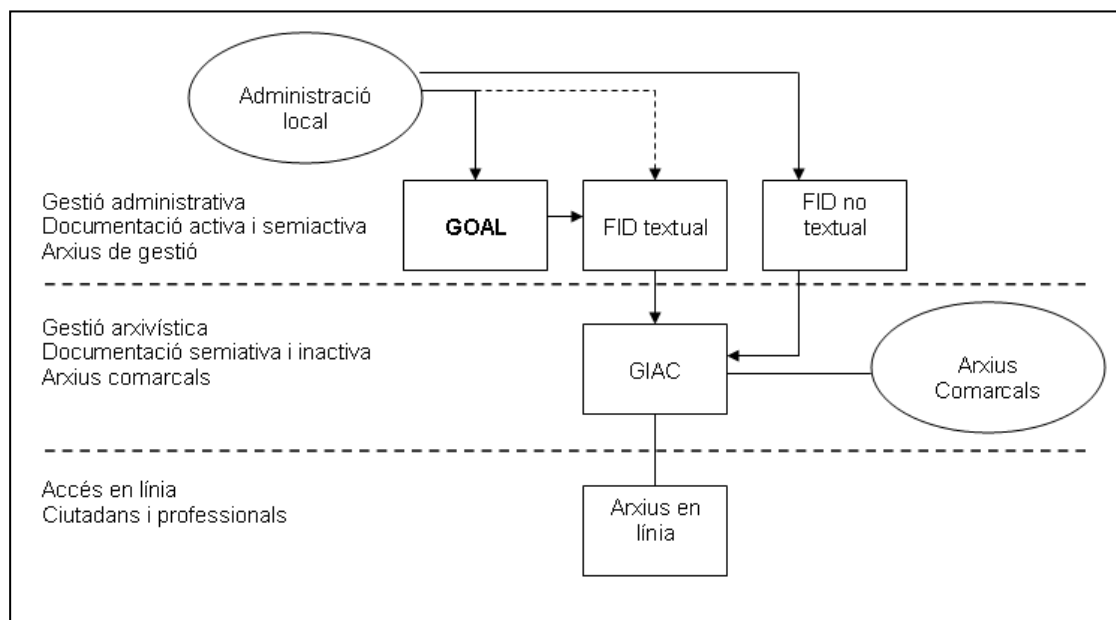 Administració
local
Gestió administrativa
Documentació activa i semiactiva
Arxius de gestió
GOAL
FID textual
FID no
textual
Gestió arxivística
Documentació semiativa i inactiva
Arxius comarcals
GIAC
Arxius
Comarcals
Accés en línia
Ciutadans i professionals
Arxius en
línia